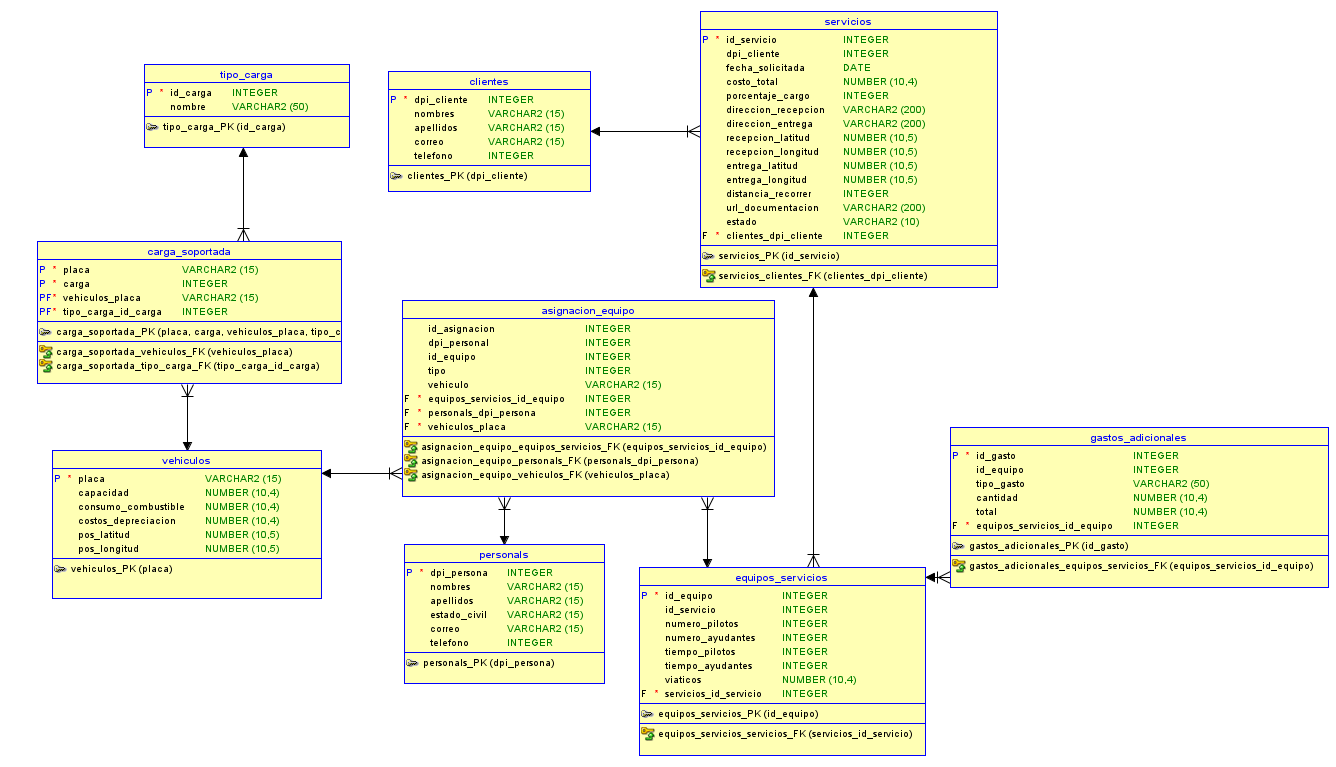 tipo_carga
P * id_carga INTEGER
nombre VARCHAR2 (50)
tipo_carga_PK (id_carga)
clientes
P * dpi_cliente INTEGER
nombres VARCHAR2 (15)
apellidos VARCHAR2 (15)
correo VARCHAR2 (15)
telefono INTEGER
clientes_PK (dpi_cliente)
servicios
P * id_servicio INTEGER
dpi_cliente INTEGER
fecha_solicitada DATE
costo_total NUMBER (10,4)
porcentaje_cargo INTEGER
direccion_recepcion VARCHAR2 (200)
direccion_entrega VARCHAR2 (200)
recepcion_latitud NUMBER (10,5)
recepcion_longitud NUMBER (10,5)
entrega_latitud NUMBER (10,5)
entrega_longitud NUMBER (10,5)
distancia_recorrer INTEGER
url_documentacion VARCHAR2 (200)
estado VARCHAR2 (10)
F * clientes_dpi_cliente INTEGER
servicios_PK (id_servicio)
servicios_clientes_FK (clientes_dpi_cliente)
carga_soportada
P * placa VARCHAR2 (15)
P * carga INTEGER
PF* vehiculos_placa VARCHAR2 (15)
PF* tipo_carga_id_carga INTEGER
carga_soportada_PK (placa, carga, vehiculos_placa, tipo_c
carga_soportada_vehiculos_FK (vehiculos_placa)
carga_soportada_tipo_carga_FK (tipo_carga_id_carga)
asignacion_equipo
id_asignacion INTEGER
dpi_personal INTEGER
id_equipo INTEGER
tipo INTEGER
vehiculo VARCHAR2 (15)
F * equipos_servicios_id_equipo INTEGER
F * personals_dpi_persona INTEGER
F * vehiculos_placa VARCHAR2 (15)
asignacion_equipo_equipos_servicios_FK (equipos_servicios_id_equipo)
asignacion_equipo_personals_FK (personals_dpi_persona)
asignacion_equipo_vehiculos_FK (vehiculos_placa)
vehiculos
P * placa VARCHAR2 (15)
capacidad NUMBER (10,4)
consumo_combustible NUMBER (10,4)
costos_depreciacion NUMBER (10,4)
pos_latitud NUMBER (10,5)
pos_longitud NUMBER (10,5)
vehiculos_PK (placa)
gastos_adicionales
P * id_gasto INTEGER
id_equipo INTEGER
tipo_gasto VARCHAR2 (50)
cantidad NUMBER (10,4)
total NUMBER (10,4)
F * equipos_servicios_id_equipo INTEGER
gastos_adicionales_PK (id_gasto)
gastos_adicionales_equipos_servicios_FK (equipos_servicios_id_equipo)
personals
P * dpi_persona INTEGER
nombres VARCHAR2 (15)
apellidos VARCHAR2 (15)
estado_civil VARCHAR2 (15)
correo VARCHAR2 (15)
telefono INTEGER
personals_PK (dpi_persona)
equipos_servicios
P * id_equipo INTEGER
id_servicio INTEGER
numero_pilotos INTEGER
numero_ayudantes INTEGER
tiempo_pilotos INTEGER
tiempo_ayudantes INTEGER
viaticos NUMBER (10,4)
F * servicios_id_servicio INTEGER
equipos_servicios_PK (id_equipo)
equipos_servicios_servicios_FK (servicios_id_servicio)